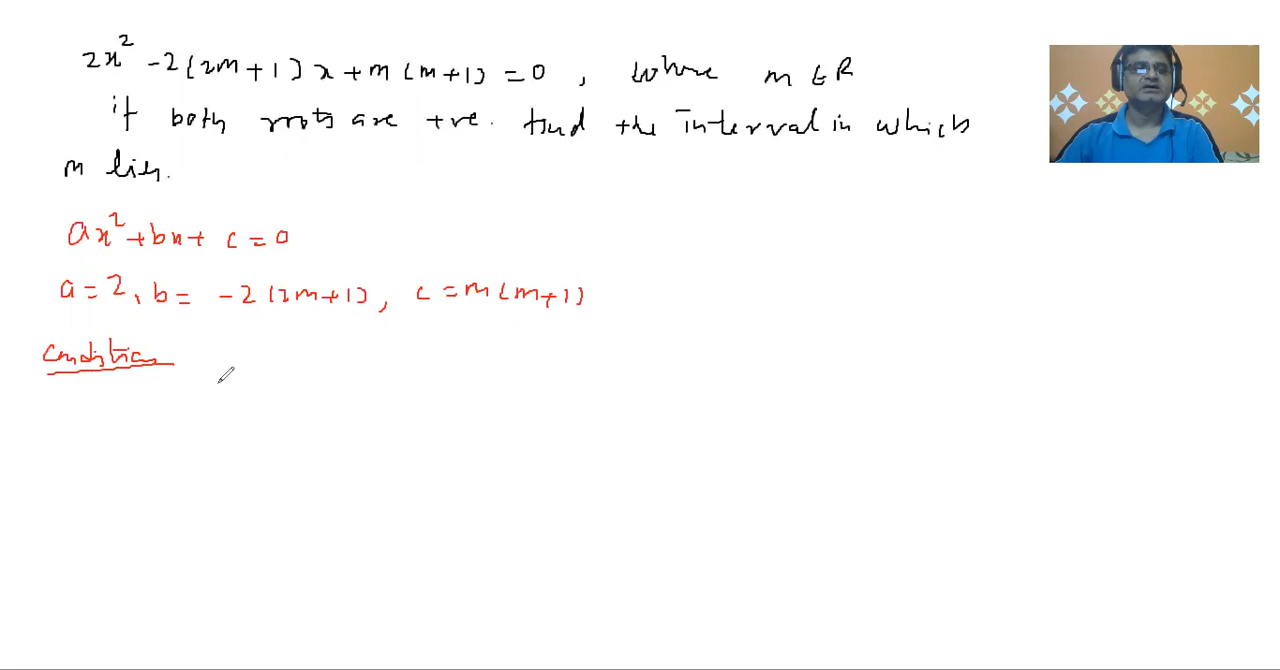 2x² -2(2m+1)x + m(m+1) = 0, where m ∈ R
if both roots are +ve. find the interval in which
m lies.
ax² + bx + c = 0
a = 2, b = -2(2m+1), c = m(m+1)
Condition